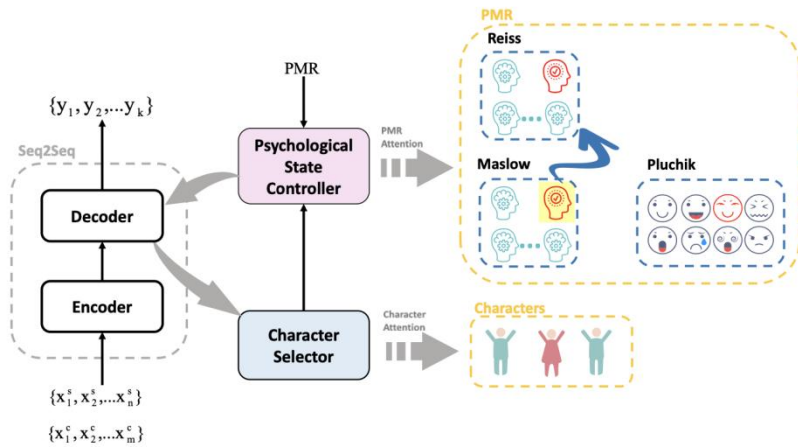 PMR
Reiss
PMR
{y₁, y₂,...yₖ}
Seq2Seq
Psychological
State
Controller
PMR
Attention
Maslow
Pluchik
Decoder
Encoder
Character
Selector
Character
Attention
Characters
{x₁ˢ, x₂ˢ,...xₙˢ}
{x₁ᶜ, x₂ᶜ,...xₘᶜ}